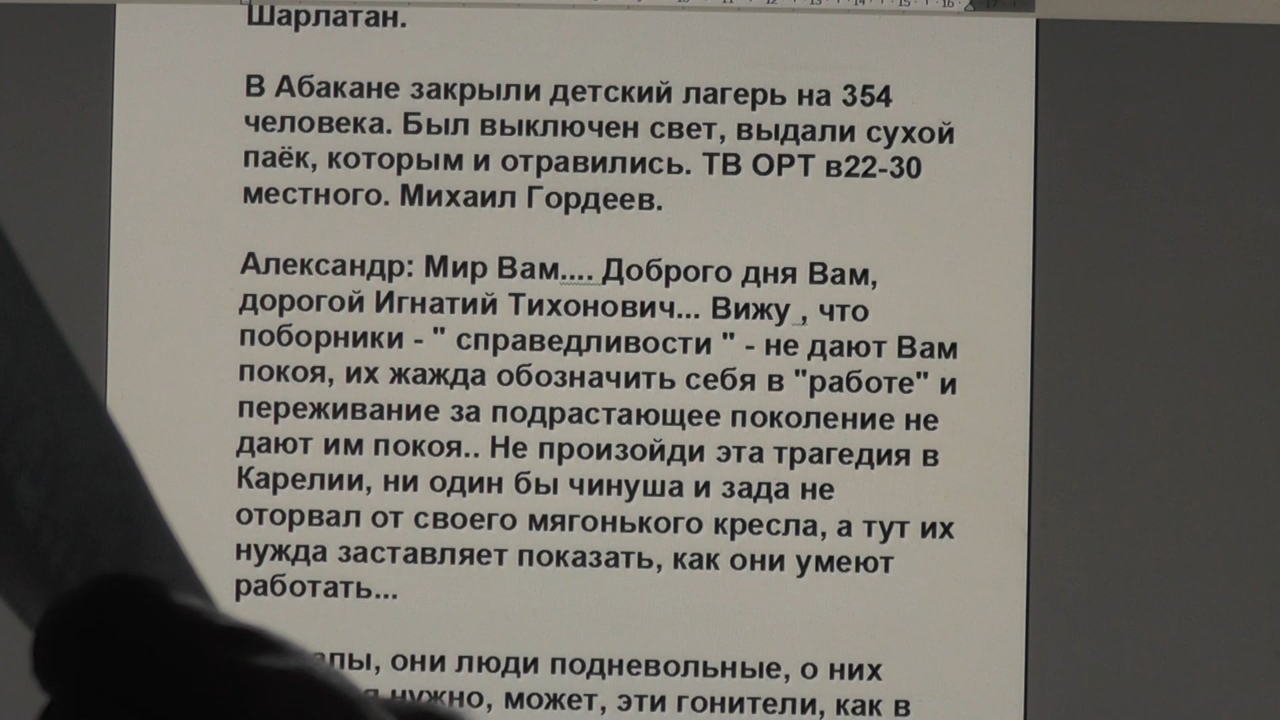 Шарлатан.
В Абакане закрыли детский лагерь на 354
человека. Был выключен свет, выдали сухой
паёк, которым и отравились. ТВ ОРТ в22-30
местного. Михаил Гордеев.
Александр: Мир Вам.... Доброго дня Вам,
дорогой Игнатий Тихонович... Вижу , что
поборники - " справедливости " - не дают Вам
покоя, их жажда обозначить себя в "работе" и
переживание за подрастающее поколение не
дают им покоя.. Не произойди эта трагедия в
Карелии, ни один бы чинуша и зада не
оторвал от своего мягонького кресла, а тут их
нужда заставляет показать, как они умеют
работать...
они люди подневольные, о них
нужно, может, эти гонители, как в